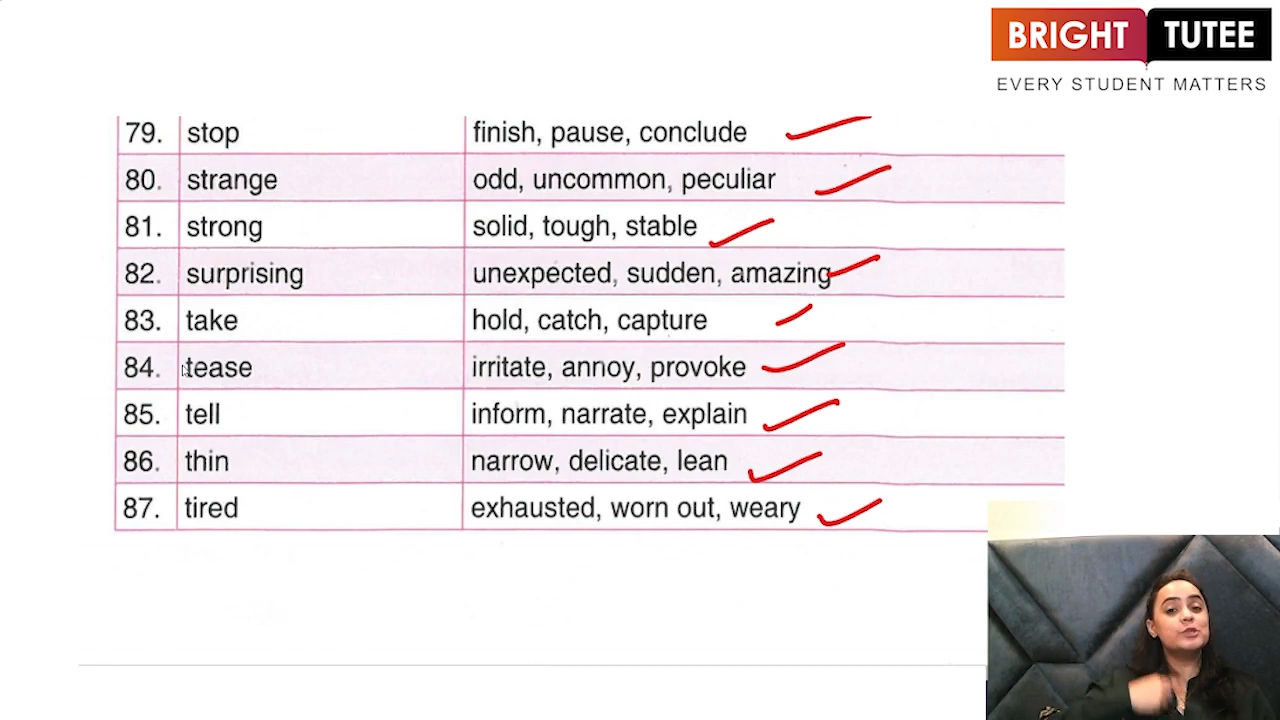 BRIGHT TUTEE
EVERY STUDENT MATTERS
79. stop finish, pause, conclude
80. strange odd, uncommon, peculiar
81. strong solid, tough, stable
82. surprising unexpected, sudden, amazing
83. take hold, catch, capture
84. tease irritate, annoy, provoke
85. tell inform, narrate, explain
86. thin narrow, delicate, lean
87. tired exhausted, worn out, weary